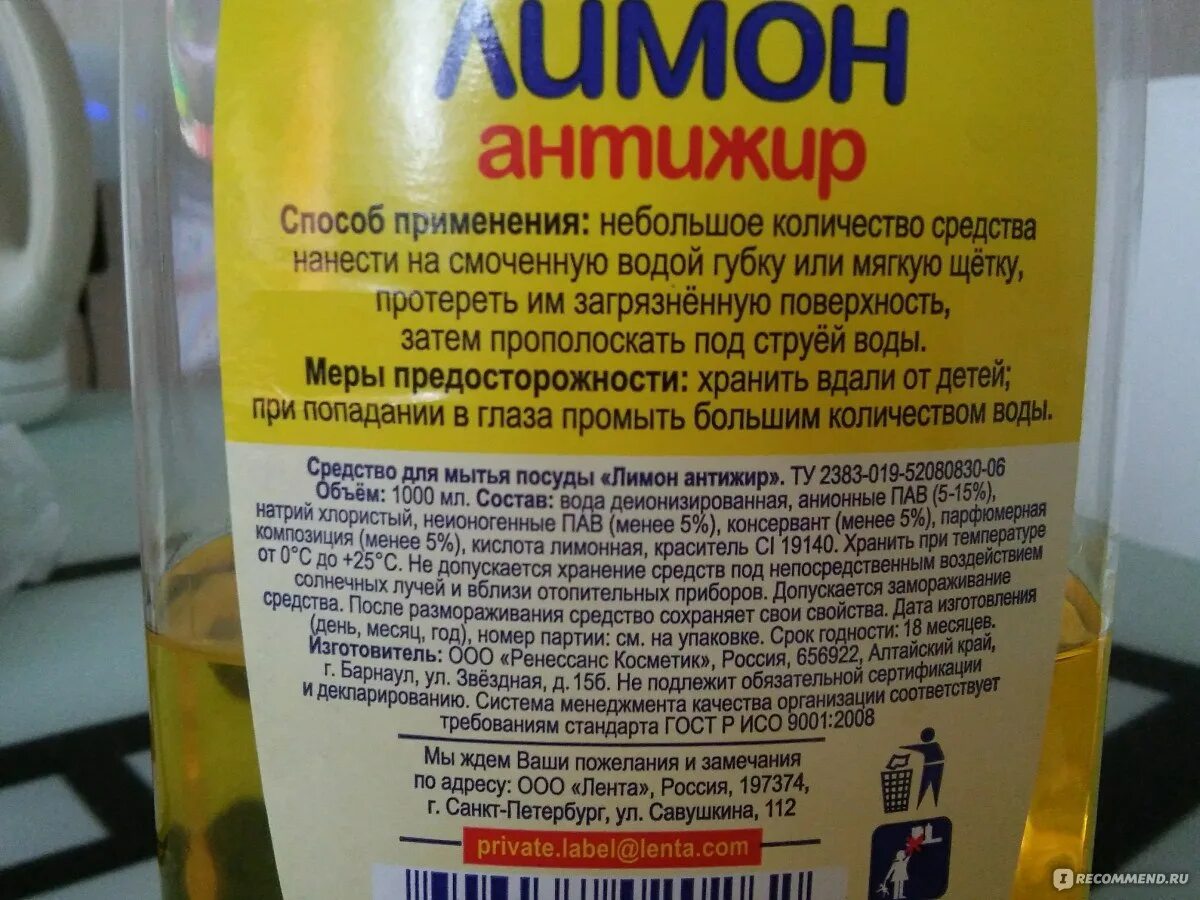 Лимон
антижир
Способ применения: небольшое количество средства
нанести на смоченную водой губку или мягкую щётку,
протереть им загрязнённую поверхность,
затем прополоскать под струёй воды.
Меры предосторожности: хранить вдали от детей;
при попадании в глаза промыть большим количеством воды.
Средство для мытья посуды «Лимон антижир». ТУ 2383-019-52080830-06
Объём: 1000 мл. Состав: вода деионизированная, анионные ПАВ (5-15%),
натрий хлористый, неионогенные ПАВ (менее 5%), консервант (менее 5%), парфюмерная
композиция (менее 5%), кислота лимонная, краситель CI 19140. Хранить при температуре
от 0°С до +25°С. Не допускается хранение средств под непосредственным воздействием
солнечных лучей и вблизи отопительных приборов. Допускается замораживание
средства. После размораживания средство сохраняет свои свойства. Дата изготовления
(день, месяц, год), номер партии: см. на упаковке. Срок годности: 18 месяцев.
Изготовитель: ООО «Ренессанс Косметик», Россия, 656922, Алтайский край,
г. Барнаул, ул. Звёздная, д. 15б. Не подлежит обязательной сертификации
и декларированию. Система менеджмента качества организации соответствует
требованиям стандарта ГОСТ Р ИСО 9001:2008
Мы ждем Ваши пожелания и замечания
по адресу: ООО «Лента», Россия, 197374,
г. Санкт-Петербург, ул. Савушкина, 112
private.label@lenta.com
IRECOMMEND.RU